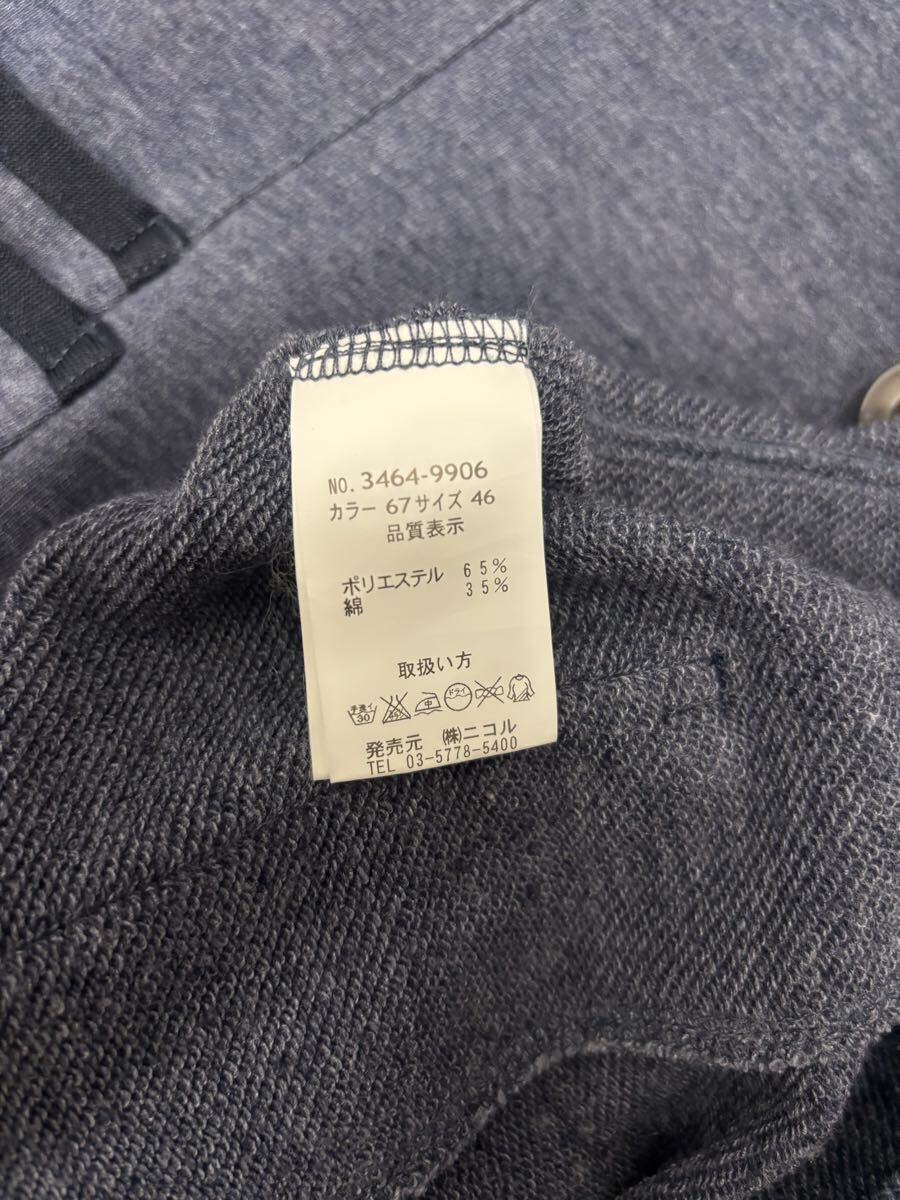 NO. 3464-9906
カラー 67サイズ 46
品質表示
ポリエステル 65%
綿 35%
取扱い方
手洗イ 30 中 ドライ
発売元 ㈱ニコル
TEL 03-5778-5400